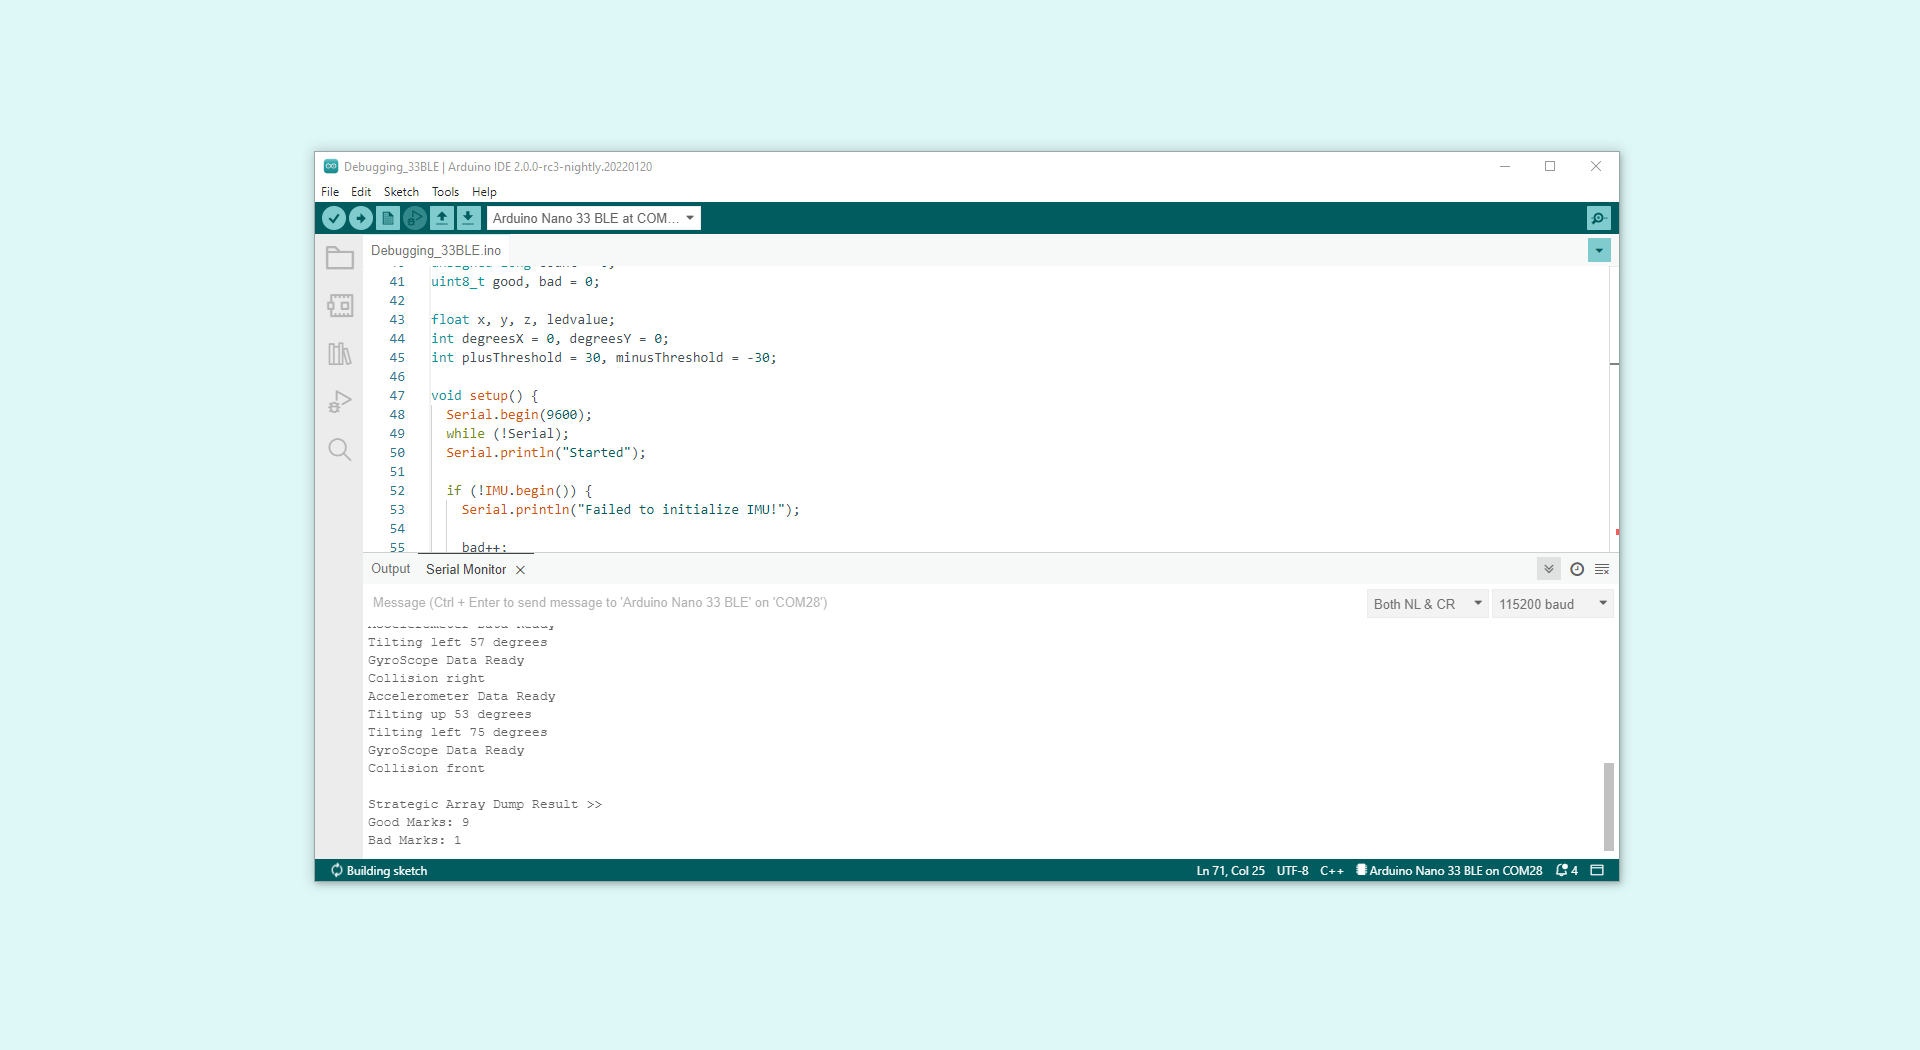 Debugging_33BLE | Arduino IDE 2.0.0-rc3-nightly.20220120
File Edit Sketch Tools Help
Arduino Nano 33 BLE at COM...
Debugging_33BLE.ino
41 uint8_t good, bad = 0;
42
43 float x, y, z, ledvalue;
44 int degreesX = 0, degreesY = 0;
45 int plusThreshold = 30, minusThreshold = -30;
46
47 void setup() {
48 Serial.begin(9600);
49 while (!Serial);
50 Serial.println("Started");
51
52 if (!IMU.begin()) {
53 Serial.println("Failed to initialize IMU!");
54
55 bad++;
Output Serial Monitor
Message (Ctrl + Enter to send message to 'Arduino Nano 33 BLE' on 'COM28')
Both NL & CR 115200 baud
Accelerometer Data Ready
Tilting left 57 degrees
GyroScope Data Ready
Collision right
Accelerometer Data Ready
Tilting up 53 degrees
Tilting left 75 degrees
GyroScope Data Ready
Collision front
Strategic Array Dump Result >>
Good Marks: 9
Bad Marks: 1
Building sketch Ln 71, Col 25 UTF-8 C++ Arduino Nano 33 BLE on COM28 4